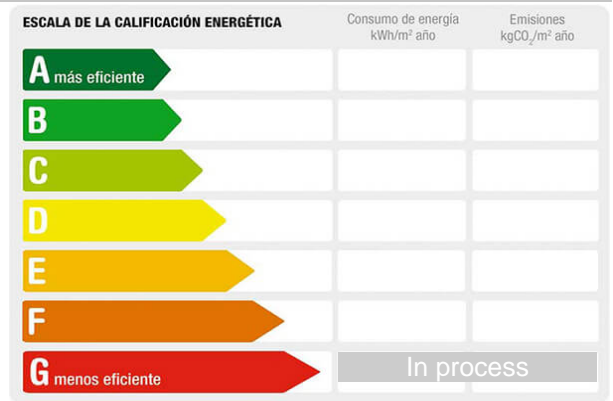 ESCALA DE LA CALIFICACIÓN ENERGÉTICA
Consumo de energía
kWh/m² año
Emisiones
kgCO₂/m² año
A más eficiente
B
C
D
E
F
G menos eficiente
In process